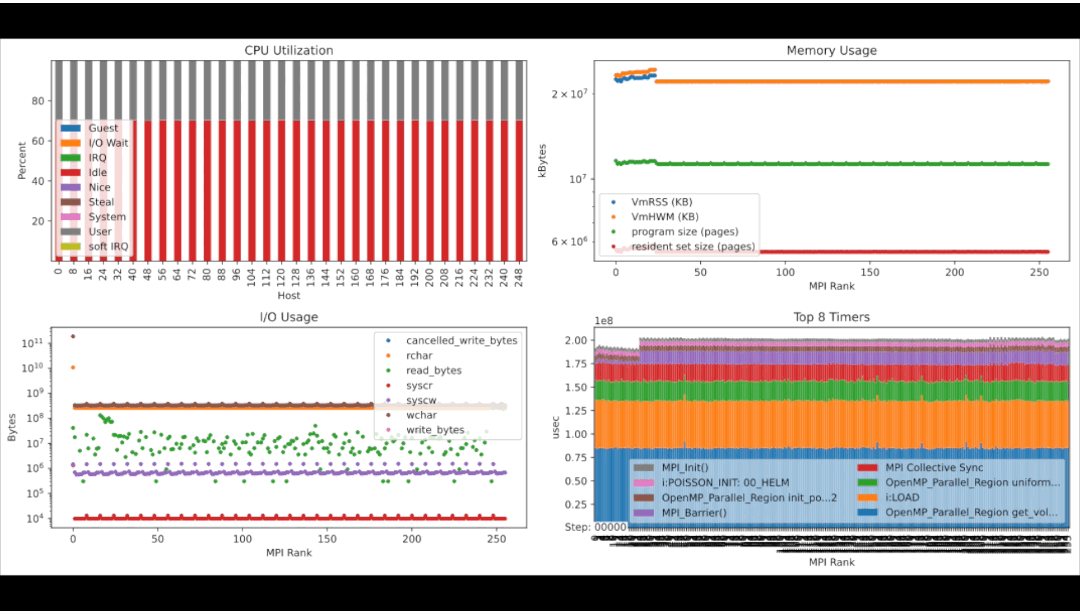 CPU Utilization
Percent
80
60
40
20
Guest
I/O Wait
IRQ
Idle
Nice
Steal
System
User
soft IRQ
0 8 16 24 32 40 48 56 64 72 80 88 96 104 112 120 128 136 144 152 160 168 176 184 192 200 208 216 224 232 240 248
Host
Memory Usage
kBytes
2 × 10⁷
10⁷
6 × 10⁶
VmRSS (KB)
VmHWM (KB)
program size (pages)
resident set size (pages)
0 50 100 150 200 250
MPI Rank
I/O Usage
Bytes
10¹¹
10¹⁰
10⁹
10⁸
10⁷
10⁶
10⁵
10⁴
cancelled_write_bytes
rchar
read_bytes
syscr
syscw
wchar
write_bytes
0 50 100 150 200 250
MPI Rank
Top 8 Timers
1e8
usec
2.00
1.75
1.50
1.25
1.00
0.75
0.50
0.25
MPI_Init()
i:POISSON_INIT: 00_HELM
OpenMP_Parallel_Region init_po...2
MPI_Barrier()
MPI Collective Sync
OpenMP_Parallel_Region uniform...
i:LOAD
OpenMP_Parallel_Region get_vol...
Step: 00000
MPI Rank